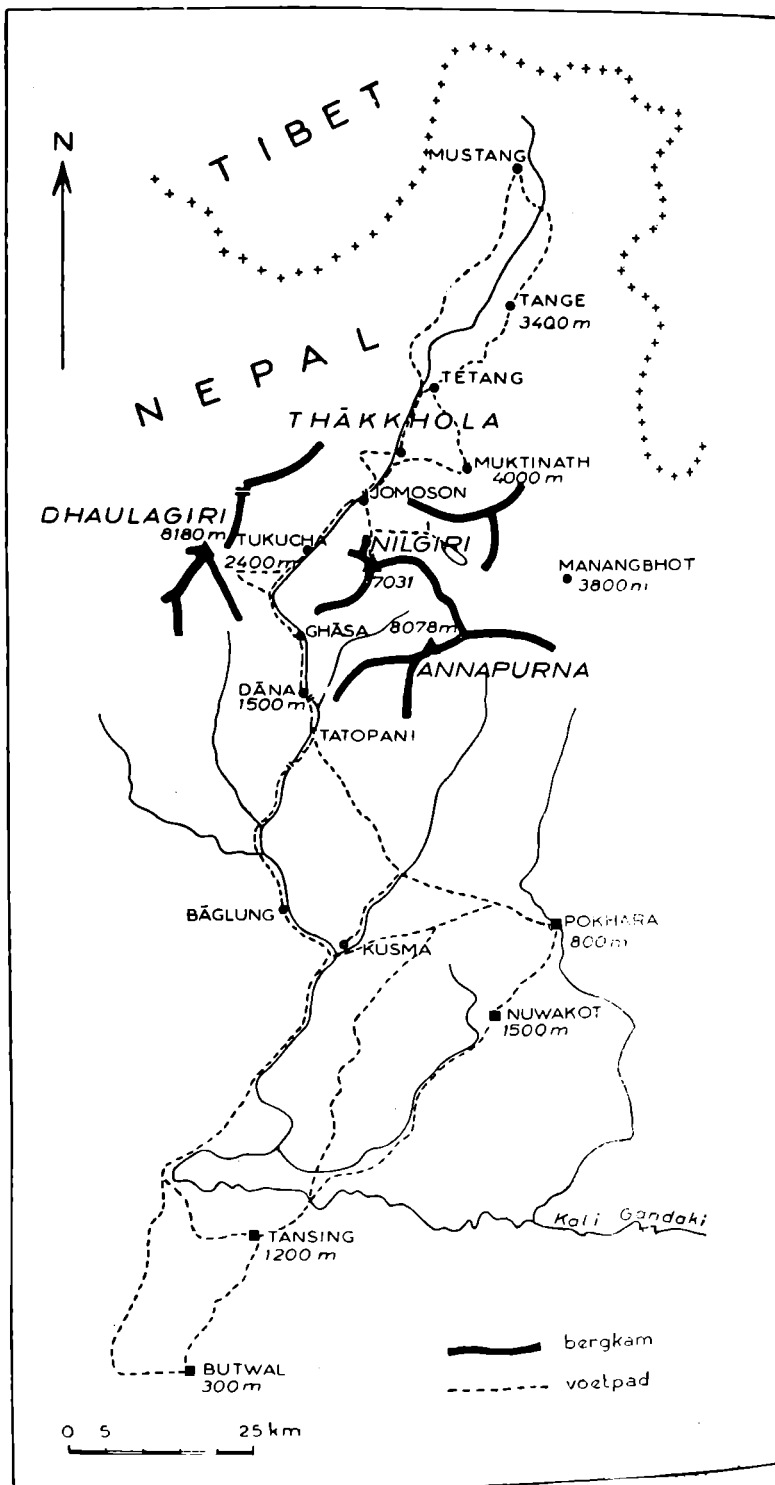 TIBET
N
MUSTANG
TANGE
3400 m
NEPAL
TÉTANG
THĀKKHOLA
MUKTINATH
4000 m
JOMOSON
DHAULAGIRI
8180 m
TUKUCHA
2400 m
NILGIRI
7031
MANANGBHOT
3800 m
GHĀSA
8078 m
ANNAPURNA
DĀNA
1500 m
TATOPANI
BĀGLUNG
KUSMA
POKHARA
800 m
NUWAKOT
1500 m
Kali Gandaki
TANSING
1200 m
bergkam
BUTWAL
300 m
voetpad
0 5 25 km